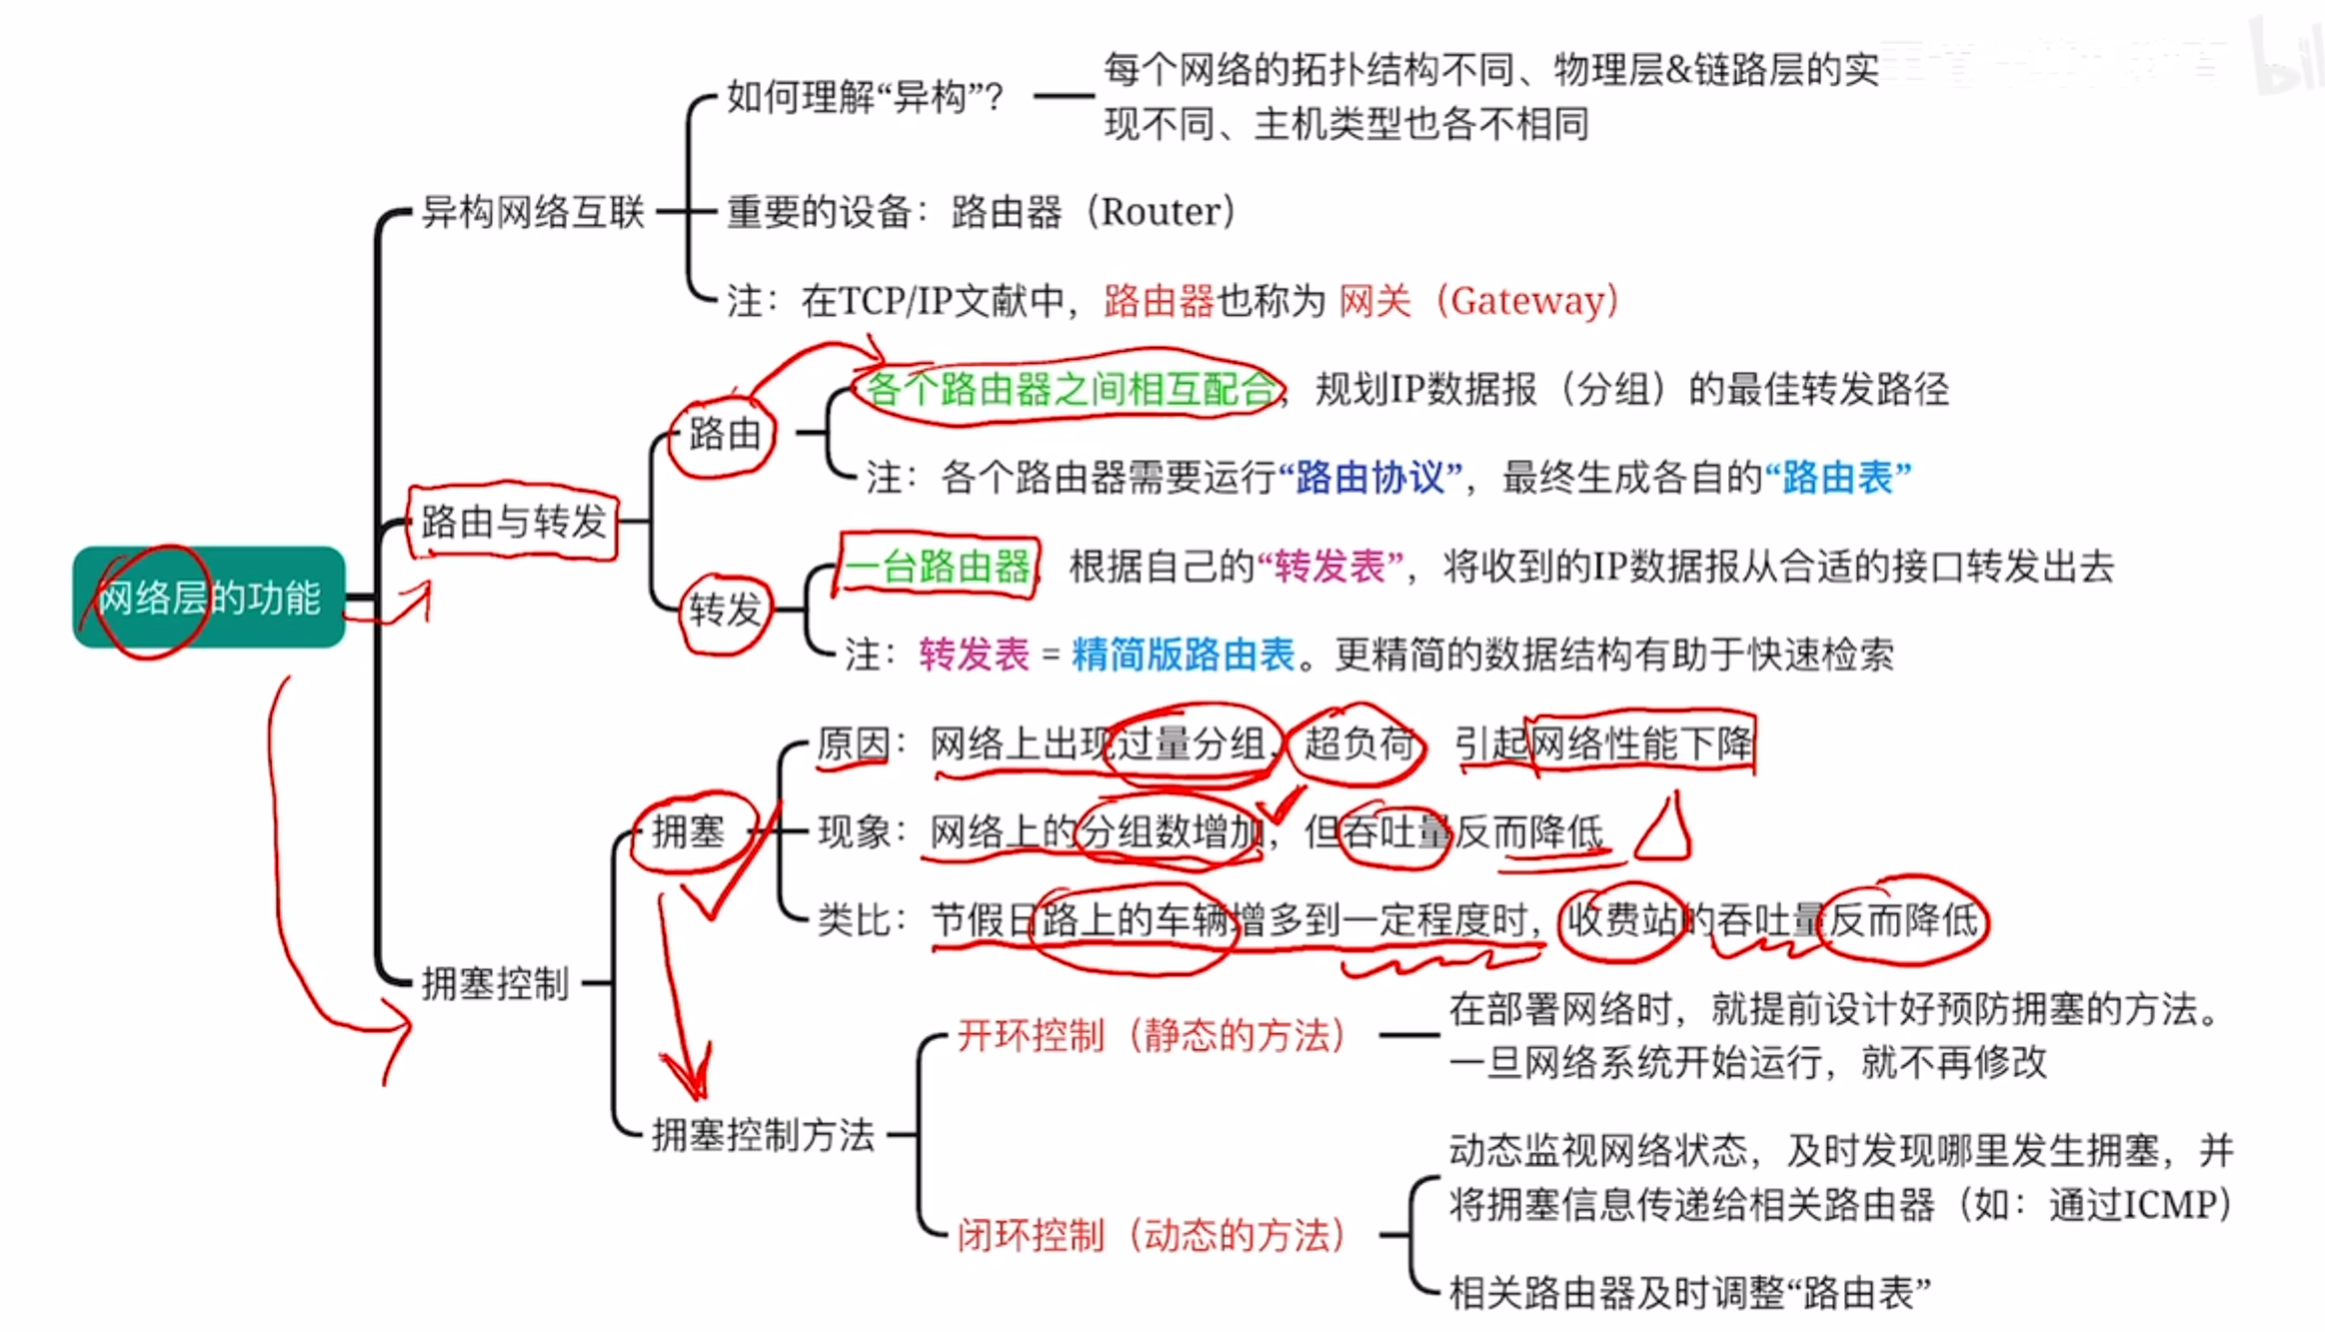 如何理解“异构”？
每个网络的拓扑结构不同、物理层&链路层的实
现不同、主机类型也各不相同
异构网络互联
重要的设备：路由器（Router）
注：在TCP/IP文献中，路由器也称为 网关（Gateway）
各个路由器之间相互配合，规划IP数据报（分组）的最佳转发路径
路由
注：各个路由器需要运行“路由协议”，最终生成各自的“路由表”
路由与转发
一台路由器，根据自己的“转发表”，将收到的IP数据报从合适的接口转发出去
网络层的功能
转发
注：转发表 = 精简版路由表。更精简的数据结构有助于快速检索
原因：网络上出现过量分组、超负荷 引起网络性能下降
拥塞
现象：网络上的分组数增加，但吞吐量反而降低
类比：节假日路上的车辆增多到一定程度时，收费站的吞吐量反而降低
拥塞控制
开环控制（静态的方法）
在部署网络时，就提前设计好预防拥塞的方法。
一旦网络系统开始运行，就不再修改
拥塞控制方法
动态监视网络状态，及时发现哪里发生拥塞，并
将拥塞信息传递给相关路由器（如：通过ICMP）
闭环控制（动态的方法）
相关路由器及时调整“路由表”